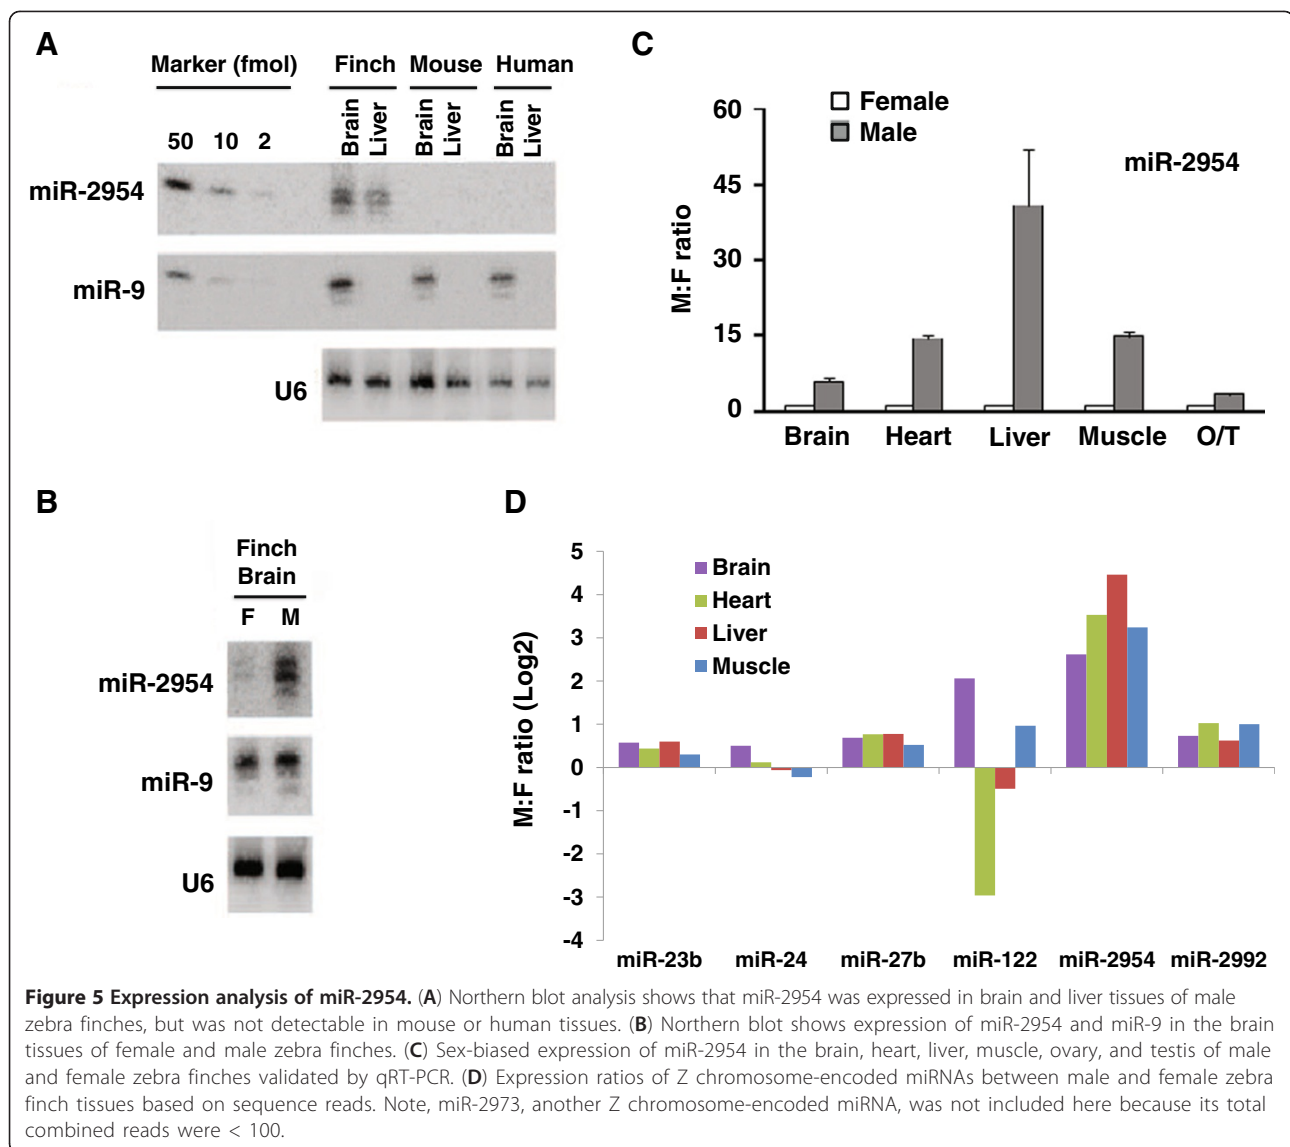 A
Marker (fmol)
Finch
Mouse
Human
50
10
2
Brain
Liver
Brain
Liver
Brain
Liver
miR-2954
miR-9
U6
B
Finch
Brain
F
M
miR-2954
miR-9
U6
C
Female
Male
miR-2954
M:F ratio
60
45
30
15
0
Brain
Heart
Liver
Muscle
O/T
D
Brain
Heart
Liver
Muscle
M:F ratio (Log2)
5
4
3
2
1
0
-1
-2
-3
-4
miR-23b
miR-24
miR-27b
miR-122
miR-2954
miR-2992
Figure 5 Expression analysis of miR-2954. (A) Northern blot analysis shows that miR-2954 was expressed in brain and liver tissues of male
zebra finches, but was not detectable in mouse or human tissues. (B) Northern blot shows expression of miR-2954 and miR-9 in the brain
tissues of female and male zebra finches. (C) Sex-biased expression of miR-2954 in the brain, heart, liver, muscle, ovary, and testis of male
and female zebra finches validated by qRT-PCR. (D) Expression ratios of Z chromosome-encoded miRNAs between male and female zebra
finch tissues based on sequence reads. Note, miR-2973, another Z chromosome-encoded miRNA, was not included here because its total
combined reads were < 100.